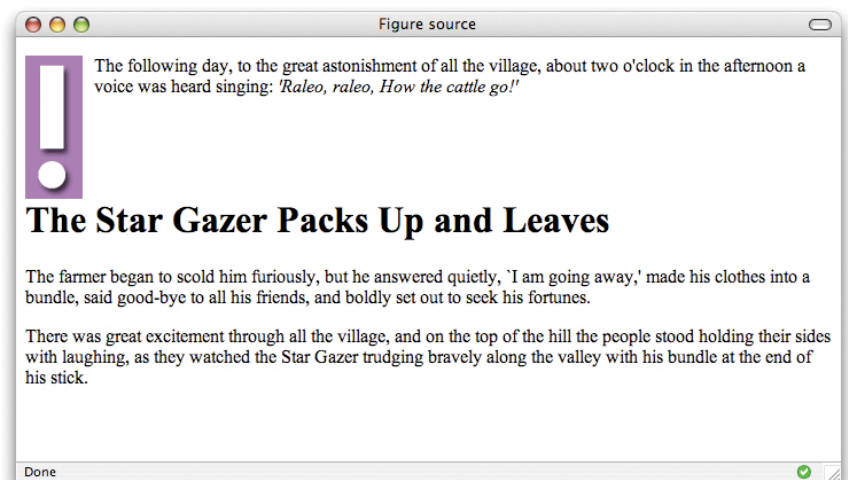 Figure source
The following day, to the great astonishment of all the village, about two o'clock in the afternoon a
voice was heard singing: 'Raleo, raleo, How the cattle go!'
!
The Star Gazer Packs Up and Leaves
The farmer began to scold him furiously, but he answered quietly, `I am going away,' made his clothes into a
bundle, said good-bye to all his friends, and boldly set out to seek his fortunes.
There was great excitement through all the village, and on the top of the hill the people stood holding their sides
with laughing, as they watched the Star Gazer trudging bravely along the valley with his bundle at the end of
his stick.
Done